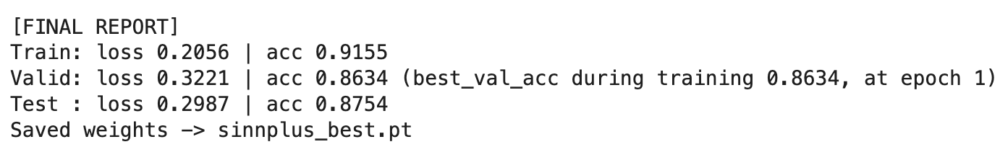 [FINAL REPORT]
Train: loss 0.2056 | acc 0.9155
Valid: loss 0.3221 | acc 0.8634 (best_val_acc during training 0.8634, at epoch 1)
Test : loss 0.2987 | acc 0.8754
Saved weights -> sinnplus_best.pt